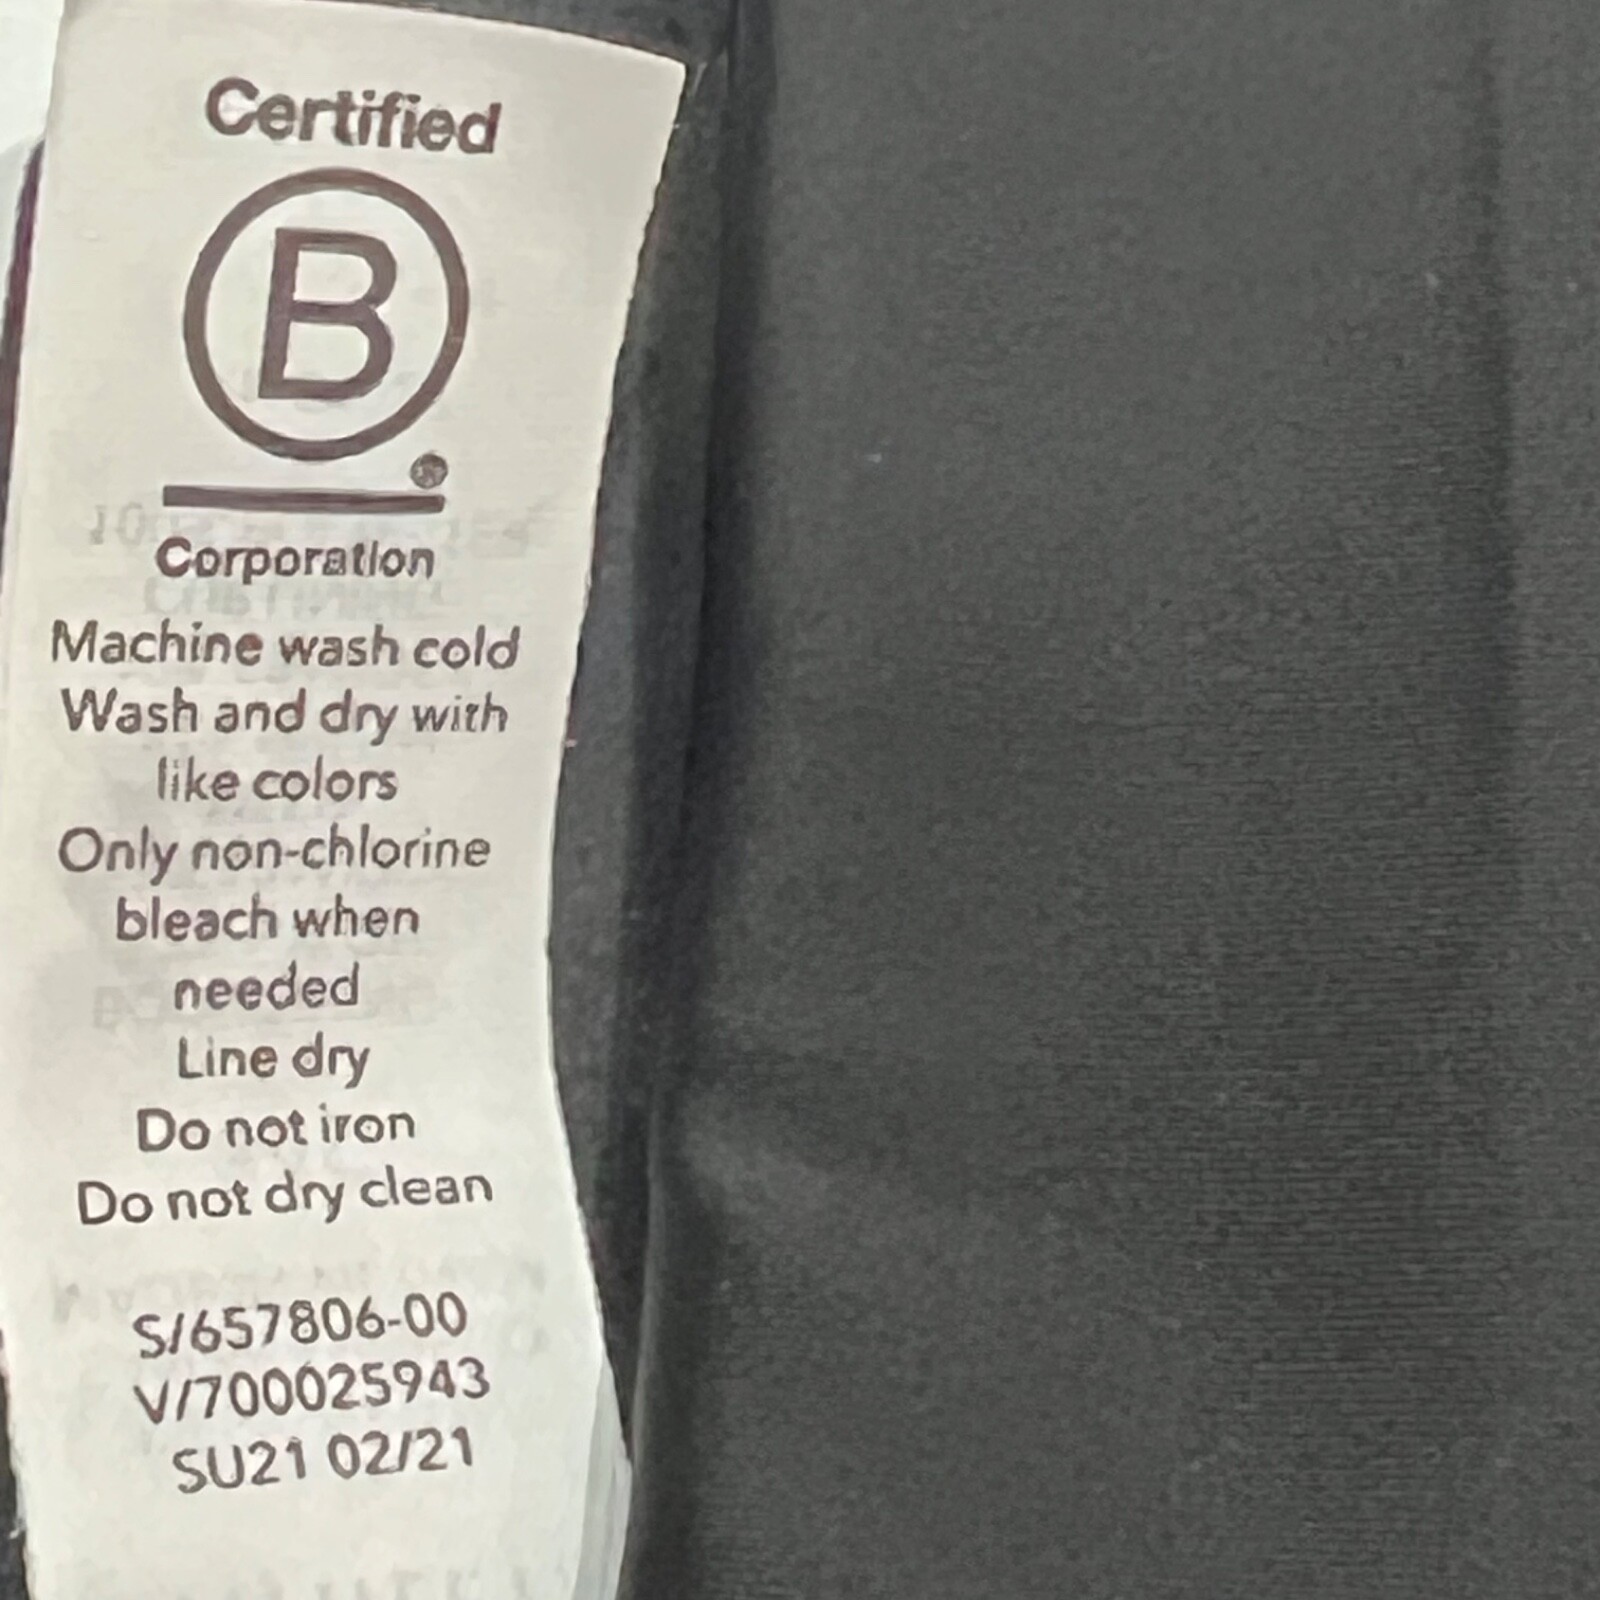 Certified
B
Corporation
Machine wash cold
Wash and dry with
like colors
Only non-chlorine
bleach when
needed
Line dry
Do not iron
Do not dry clean
S/657806-00
V/700025943
SU21 02/21